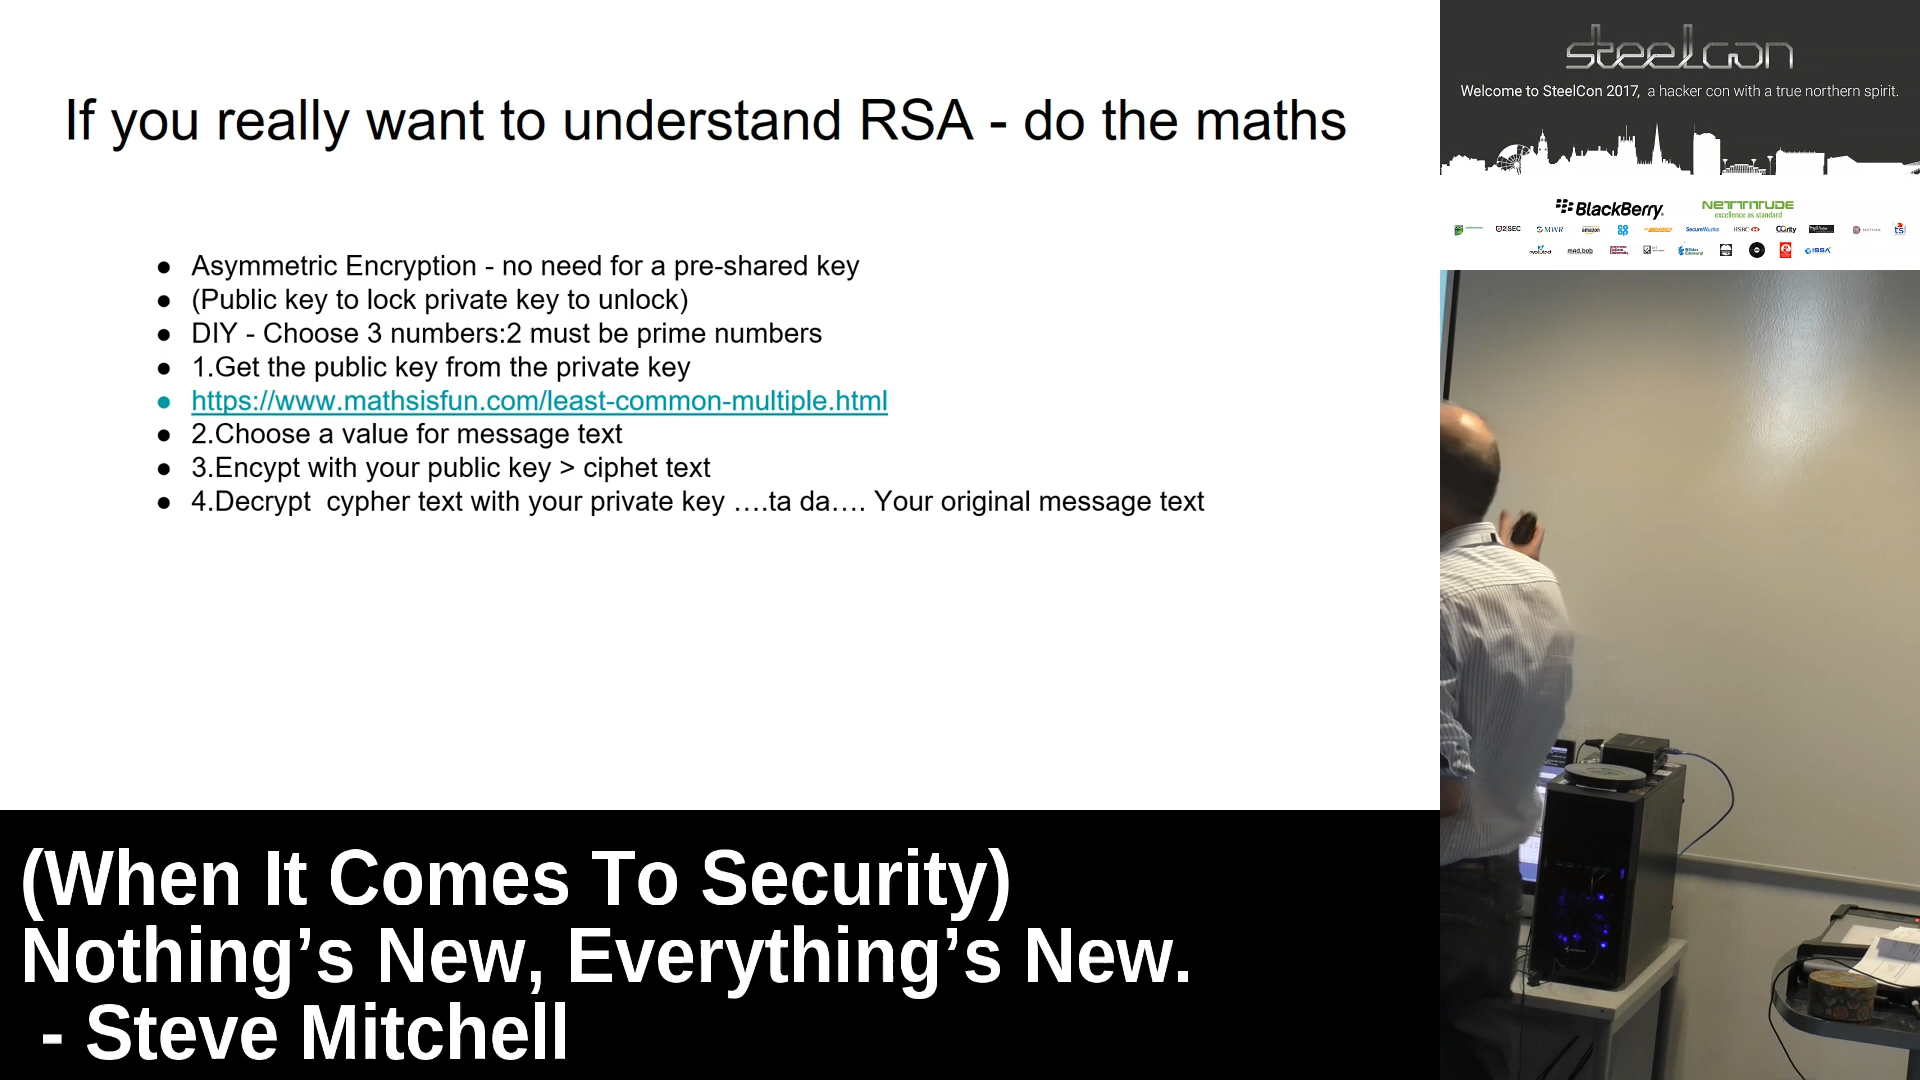 If you really want to understand RSA - do the maths
● Asymmetric Encryption - no need for a pre-shared key
● (Public key to lock private key to unlock)
● DIY - Choose 3 numbers:2 must be prime numbers
● 1.Get the public key from the private key
● https://www.mathsisfun.com/least-common-multiple.html
● 2.Choose a value for message text
● 3.Encypt with your public key > ciphet text
● 4.Decrypt  cypher text with your private key ….ta da…. Your original message text
(When It Comes To Security)
Nothing’s New, Everything’s New.
- Steve Mitchell
steelcon
Welcome to SteelCon 2017, a hacker con with a true northern spirit.
BlackBerry.
NETTITUDE
excellence as standard
2SEC MWR amazon SecureWorks HSBC tsi
ISSA